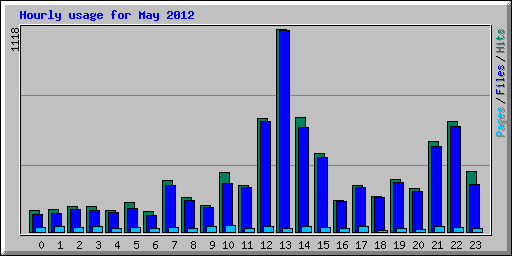 Hourly usage for May 2012
1118
Pages/Files/Hits
0 1 2 3 4 5 6 7 8 9 10 11 12 13 14 15 16 17 18 19 20 21 22 23